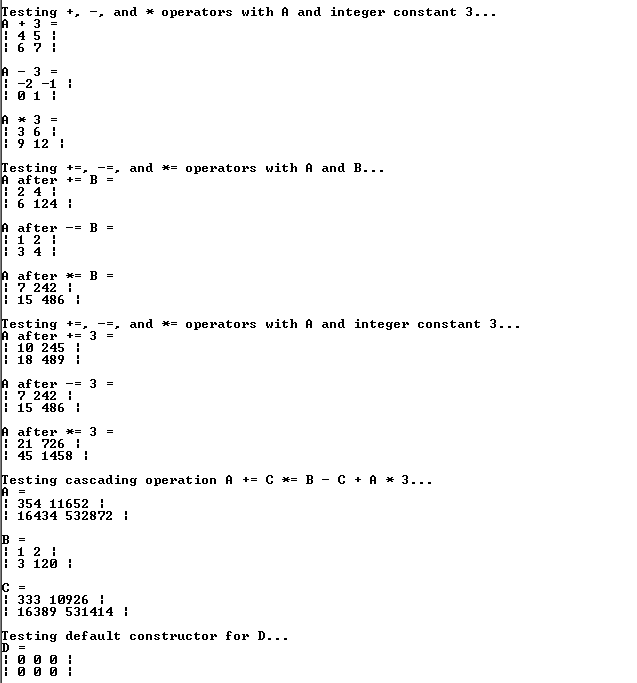 Testing +, -, and * operators with A and integer constant 3...
A + 3 =
¦ 4 5 ¦
¦ 6 7 ¦
A - 3 =
¦ -2 -1 ¦
¦ 0 1 ¦
A * 3 =
¦ 3 6 ¦
¦ 9 12 ¦
Testing +=, -=, and *= operators with A and B...
A after += B =
¦ 2 4 ¦
¦ 6 124 ¦
A after -= B =
¦ 1 2 ¦
¦ 3 4 ¦
A after *= B =
¦ 7 242 ¦
¦ 15 486 ¦
Testing +=, -=, and *= operators with A and integer constant 3...
A after += 3 =
¦ 10 245 ¦
¦ 18 489 ¦
A after -= 3 =
¦ 7 242 ¦
¦ 15 486 ¦
A after *= 3 =
¦ 21 726 ¦
¦ 45 1458 ¦
Testing cascading operation A += C *= B - C + A * 3...
A =
¦ 354 11652 ¦
¦ 16434 532872 ¦
B =
¦ 1 2 ¦
¦ 3 120 ¦
C =
¦ 333 10926 ¦
¦ 16389 531414 ¦
Testing default constructor for D...
D =
¦ 0 0 0 ¦
¦ 0 0 0 ¦